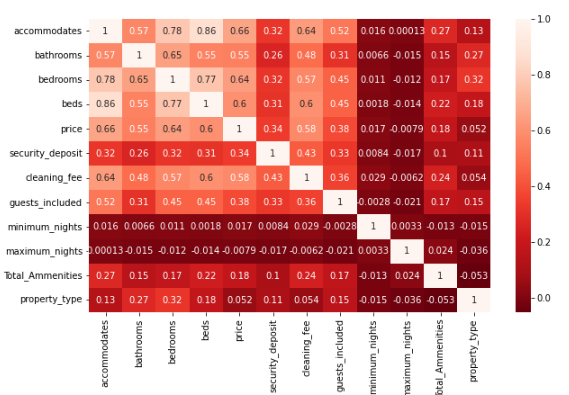 accommodates 1 0.57 0.78 0.86 0.66 0.32 0.64 0.52 0.016 0.00013 0.27 0.13
bathrooms 0.57 1 0.65 0.55 0.55 0.26 0.48 0.31 0.0066 -0.015 0.15 0.27
bedrooms 0.78 0.65 1 0.77 0.64 0.32 0.57 0.45 0.011 -0.012 0.17 0.32
beds 0.86 0.55 0.77 1 0.6 0.31 0.6 0.45 0.0018 -0.014 0.22 0.18
price 0.66 0.55 0.64 0.6 1 0.34 0.58 0.38 0.017 -0.0079 0.18 0.052
security_deposit 0.32 0.26 0.32 0.31 0.34 1 0.43 0.33 0.0084 -0.017 0.1 0.11
cleaning_fee 0.64 0.48 0.57 0.6 0.58 0.43 1 0.36 0.029 -0.0062 0.24 0.054
guests_included 0.52 0.31 0.45 0.45 0.38 0.33 0.36 1 -0.0028 -0.021 0.17 0.15
minimum_nights 0.016 0.0066 0.011 0.0018 0.017 0.0084 0.029 -0.0028 1 0.0033 -0.013 -0.015
maximum_nights 0.00013 -0.015 -0.012 -0.014 -0.0079 -0.017 -0.0062 -0.021 0.0033 1 0.024 -0.036
Total_Ammenities 0.27 0.15 0.17 0.22 0.18 0.1 0.24 0.17 -0.013 0.024 1 -0.053
property_type 0.13 0.27 0.32 0.18 0.052 0.11 0.054 0.15 -0.015 -0.036 -0.053 1
accommodates
bathrooms
bedrooms
beds
price
security_deposit
cleaning_fee
guests_included
minimum_nights
maximum_nights
otal_Ammenities
property_type
1.0
0.8
0.6
0.4
0.2
0.0